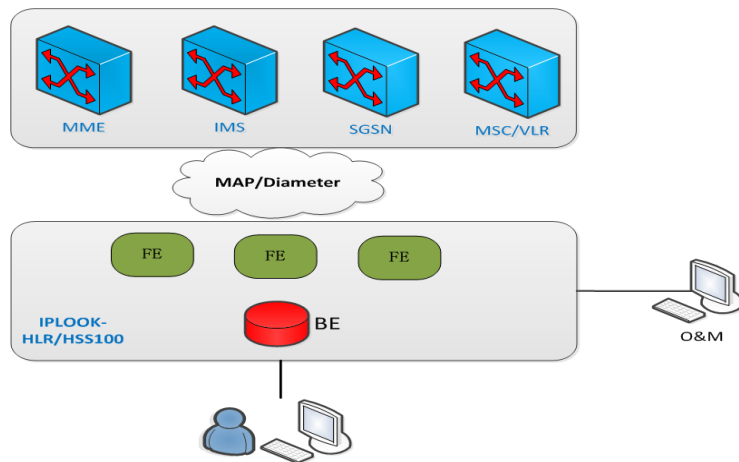 MME
IMS
SGSN
MSC/VLR
MAP/Diameter
FE
FE
FE
IPLOOK-
HLR/HSS100
BE
O&M